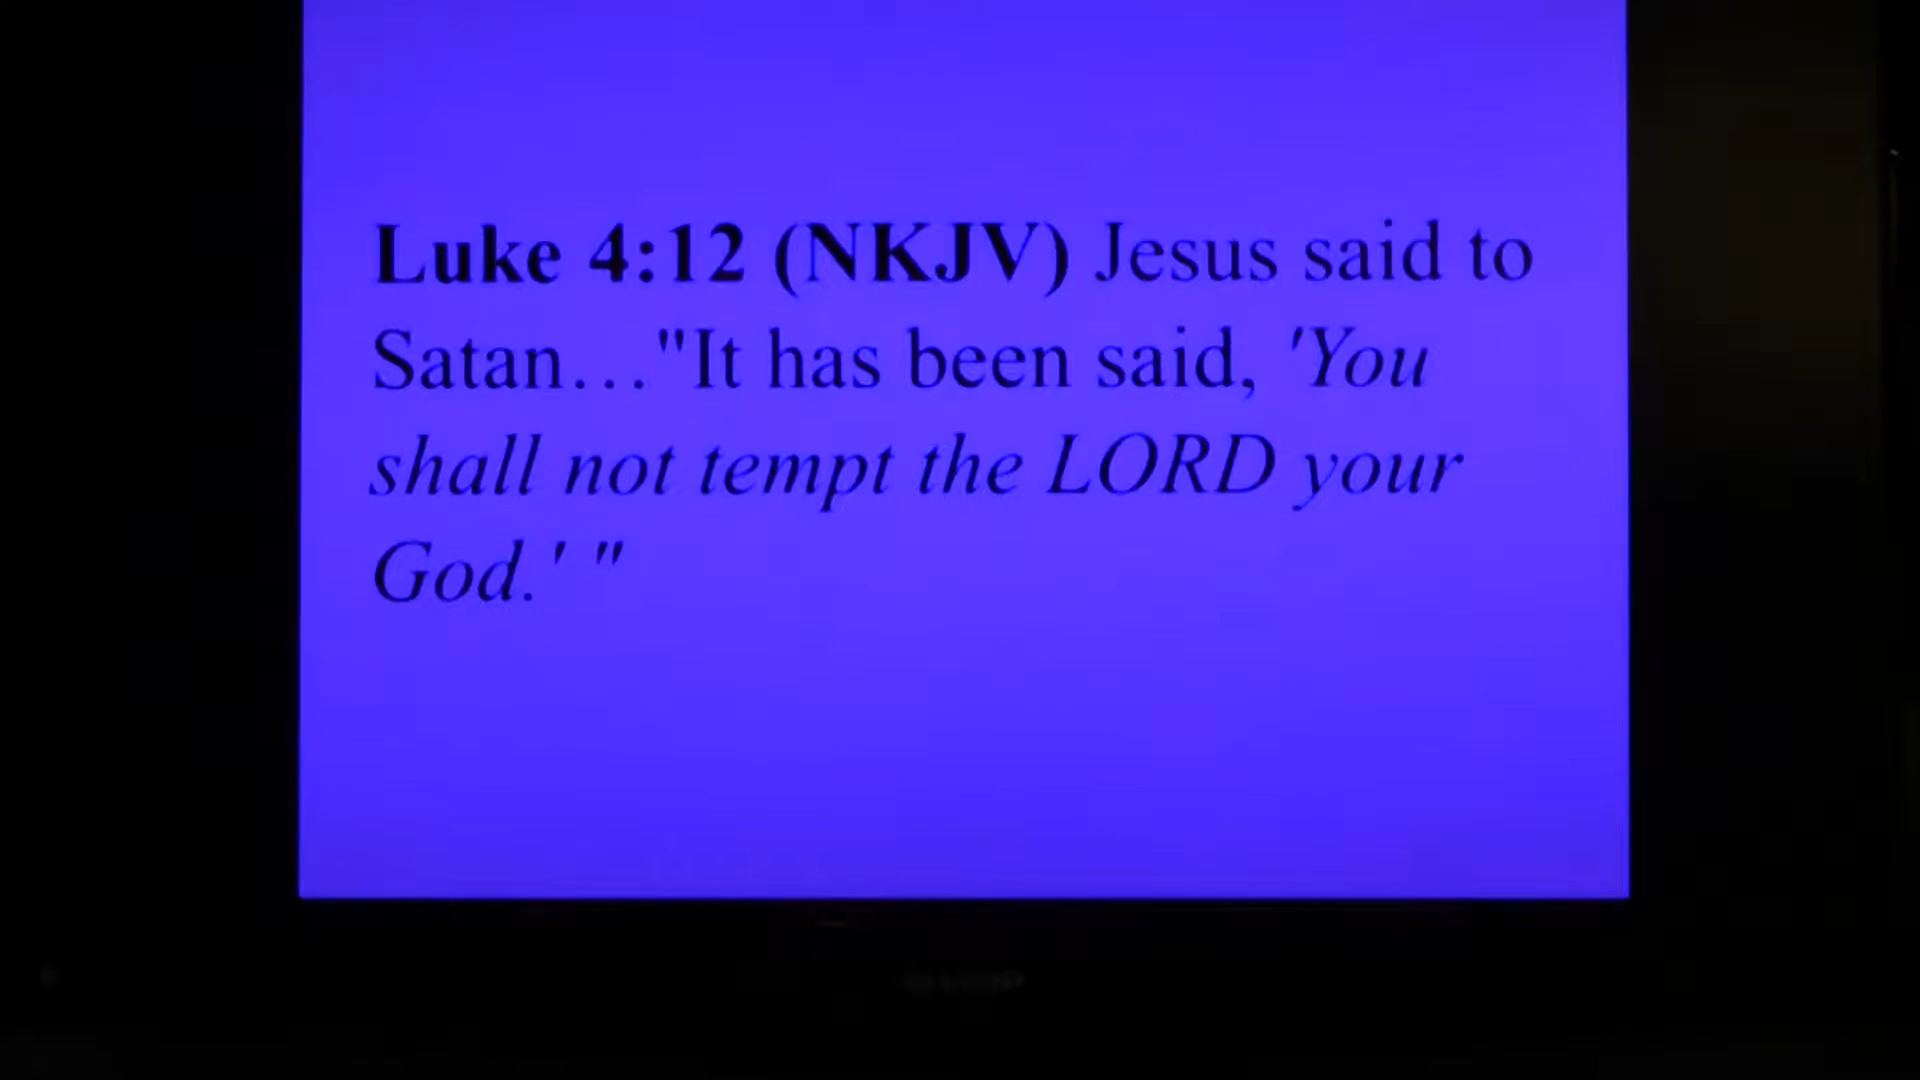 Luke 4:12 (NKJV) Jesus said to
Satan…"It has been said, 'You
shall not tempt the LORD your
God.' "